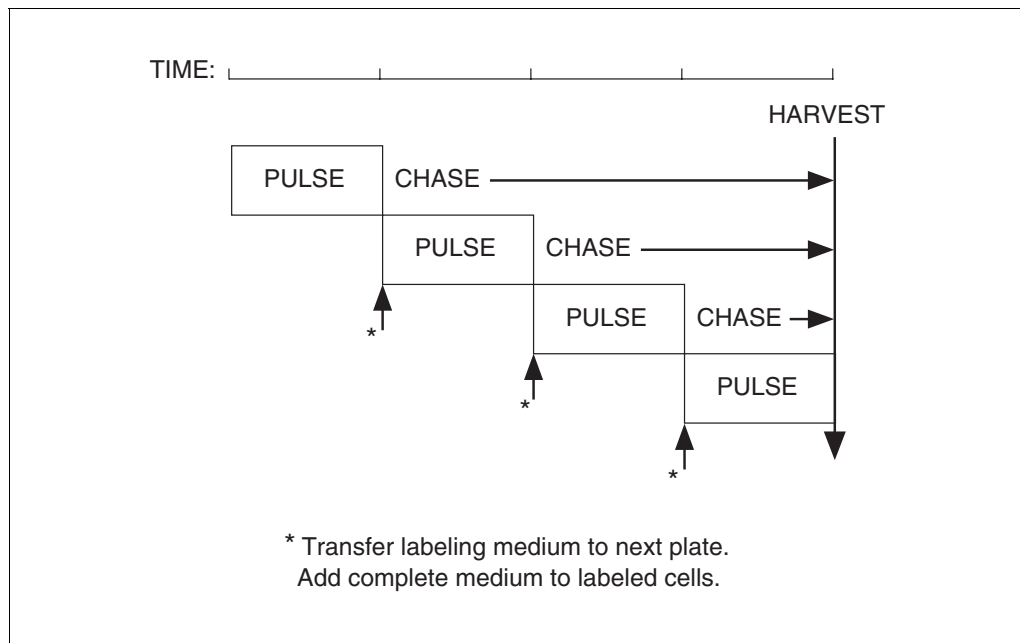 TIME:
HARVEST
PULSE CHASE
PULSE CHASE
*
PULSE CHASE
*
PULSE
*
* Transfer labeling medium to next plate.
Add complete medium to labeled cells.